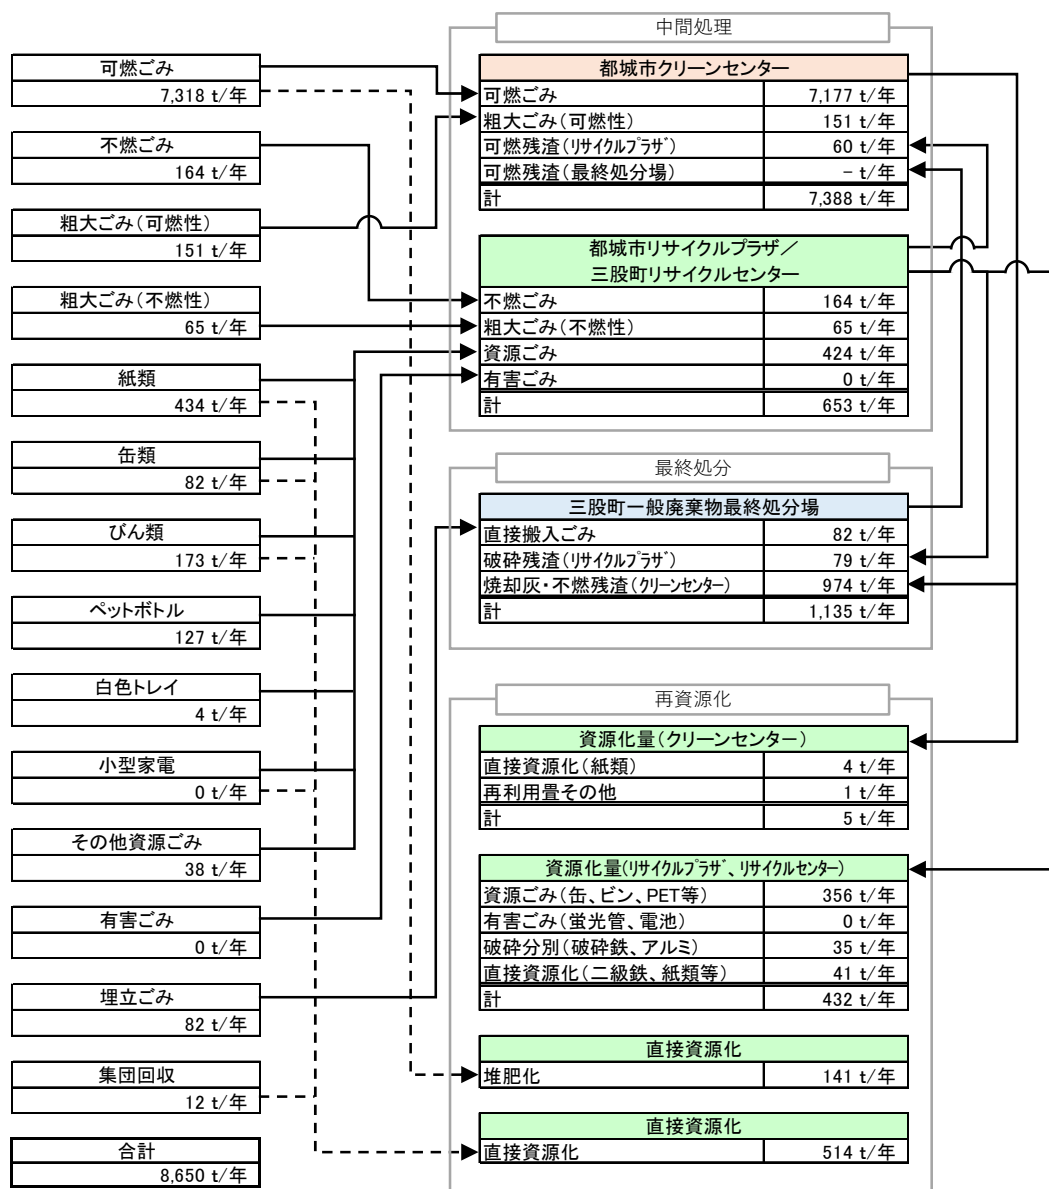 可燃ごみ
7,318 t/年
不燃ごみ
164 t/年
粗大ごみ(可燃性)
151 t/年
粗大ごみ(不燃性)
65 t/年
紙類
434 t/年
缶類
82 t/年
びん類
173 t/年
ペットボトル
127 t/年
白色トレイ
4 t/年
小型家電
0 t/年
その他資源ごみ
38 t/年
有害ごみ
0 t/年
埋立ごみ
82 t/年
集団回収
12 t/年
合計
8,650 t/年
中間処理
都城市クリーンセンター
可燃ごみ 7,177 t/年
粗大ごみ(可燃性) 151 t/年
可燃残渣(リサイクルプラザ) 60 t/年
可燃残渣(最終処分場) - t/年
計 7,388 t/年
都城市リサイクルプラザ/
三股町リサイクルセンター
不燃ごみ 164 t/年
粗大ごみ(不燃性) 65 t/年
資源ごみ 424 t/年
有害ごみ 0 t/年
計 653 t/年
最終処分
三股町一般廃棄物最終処分場
直接搬入ごみ 82 t/年
破砕残渣(リサイクルプラザ) 79 t/年
焼却灰・不燃残渣(クリーンセンター) 974 t/年
計 1,135 t/年
再資源化
資源化量(クリーンセンター)
直接資源化(紙類) 4 t/年
再利用畳その他 1 t/年
計 5 t/年
資源化量(リサイクルプラザ、リサイクルセンター)
資源ごみ(缶、ビン、PET等) 356 t/年
有害ごみ(蛍光管、電池) 0 t/年
破砕分別(破砕鉄、アルミ) 35 t/年
直接資源化(二級鉄、紙類等) 41 t/年
計 432 t/年
直接資源化
堆肥化 141 t/年
直接資源化
直接資源化 514 t/年